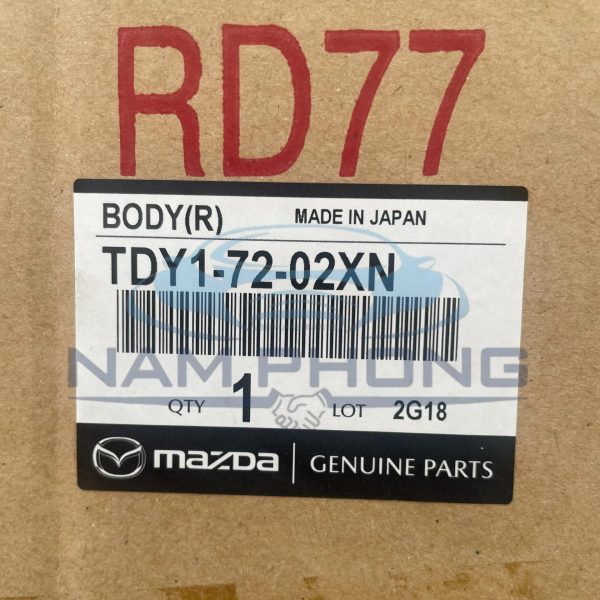 RD77
BODY(R) MADE IN JAPAN
TDY1-72-02XN
NAM PHONG
QTY 1 LOT 2G18
mazda GENUINE PARTS